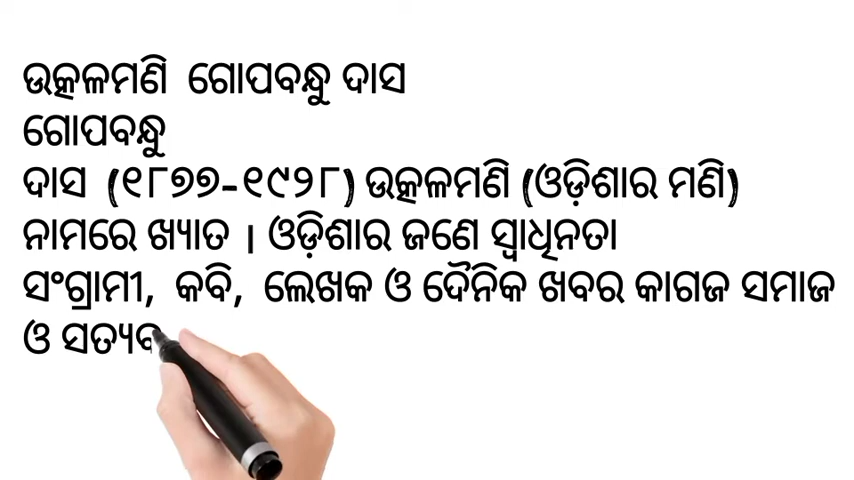 ଉତ୍କଳମଣି ଗୋପବନ୍ଧୁ ଦାସ
ଗୋପବନ୍ଧୁ
ଦାସ (୧୮୭୭-୧୯୨୮) ଉତ୍କଳମଣି (ଓଡ଼ିଶାର ମଣି)
ନାମରେ ଖ୍ୟାତ । ଓଡ଼ିଶାର ଜଣେ ସ୍ୱାଧିନତା
ସଂଗ୍ରାମୀ, କବି, ଲେଖକ ଓ ଦୈନିକ ଖବର କାଗଜ ସମାଜ
ଓ